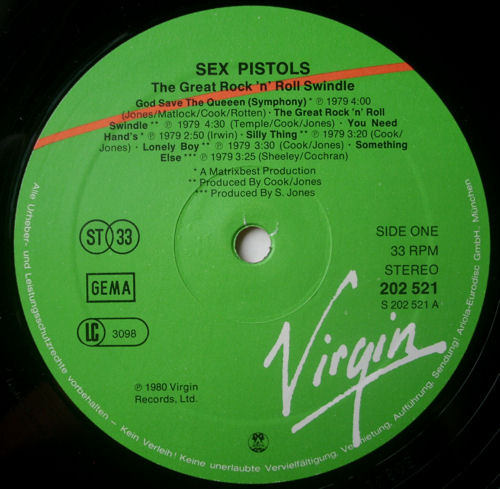 SEX PISTOLS
The Great Rock 'n' Roll Swindle
God Save The Queeen (Symphony) * ℗ 1979 4:00
(Jones/Matlock/Cook/Rotten) · The Great Rock 'n' Roll
Swindle ** ℗ 1979 4:30 (Temple/Cook/Jones) · You Need
Hand's * ℗ 1979 2:50 (Irwin) · Silly Thing ** ℗ 1979 3:20 (Cook/
Jones) · Lonely Boy ** ℗ 1979 3:30 (Cook/Jones) · Something
Else *** ℗ 1979 3:25 (Sheeley/Cochran)
* A Matrixbest Production
** Produced By Cook/Jones
*** Produced By S. Jones
ST 33
GEMA
LC 3098
SIDE ONE
33 RPM
STEREO
202 521
S 202 521 A
Virgin
℗ 1980 Virgin
Records, Ltd.
Alle Urheber- und Leistungsschutzrechte vorbehalten – Kein Verleih! Keine unerlaubte Vervielfältigung, Vermietung, Aufführung, Sendung! Ariola-Eurodisc GmbH., München